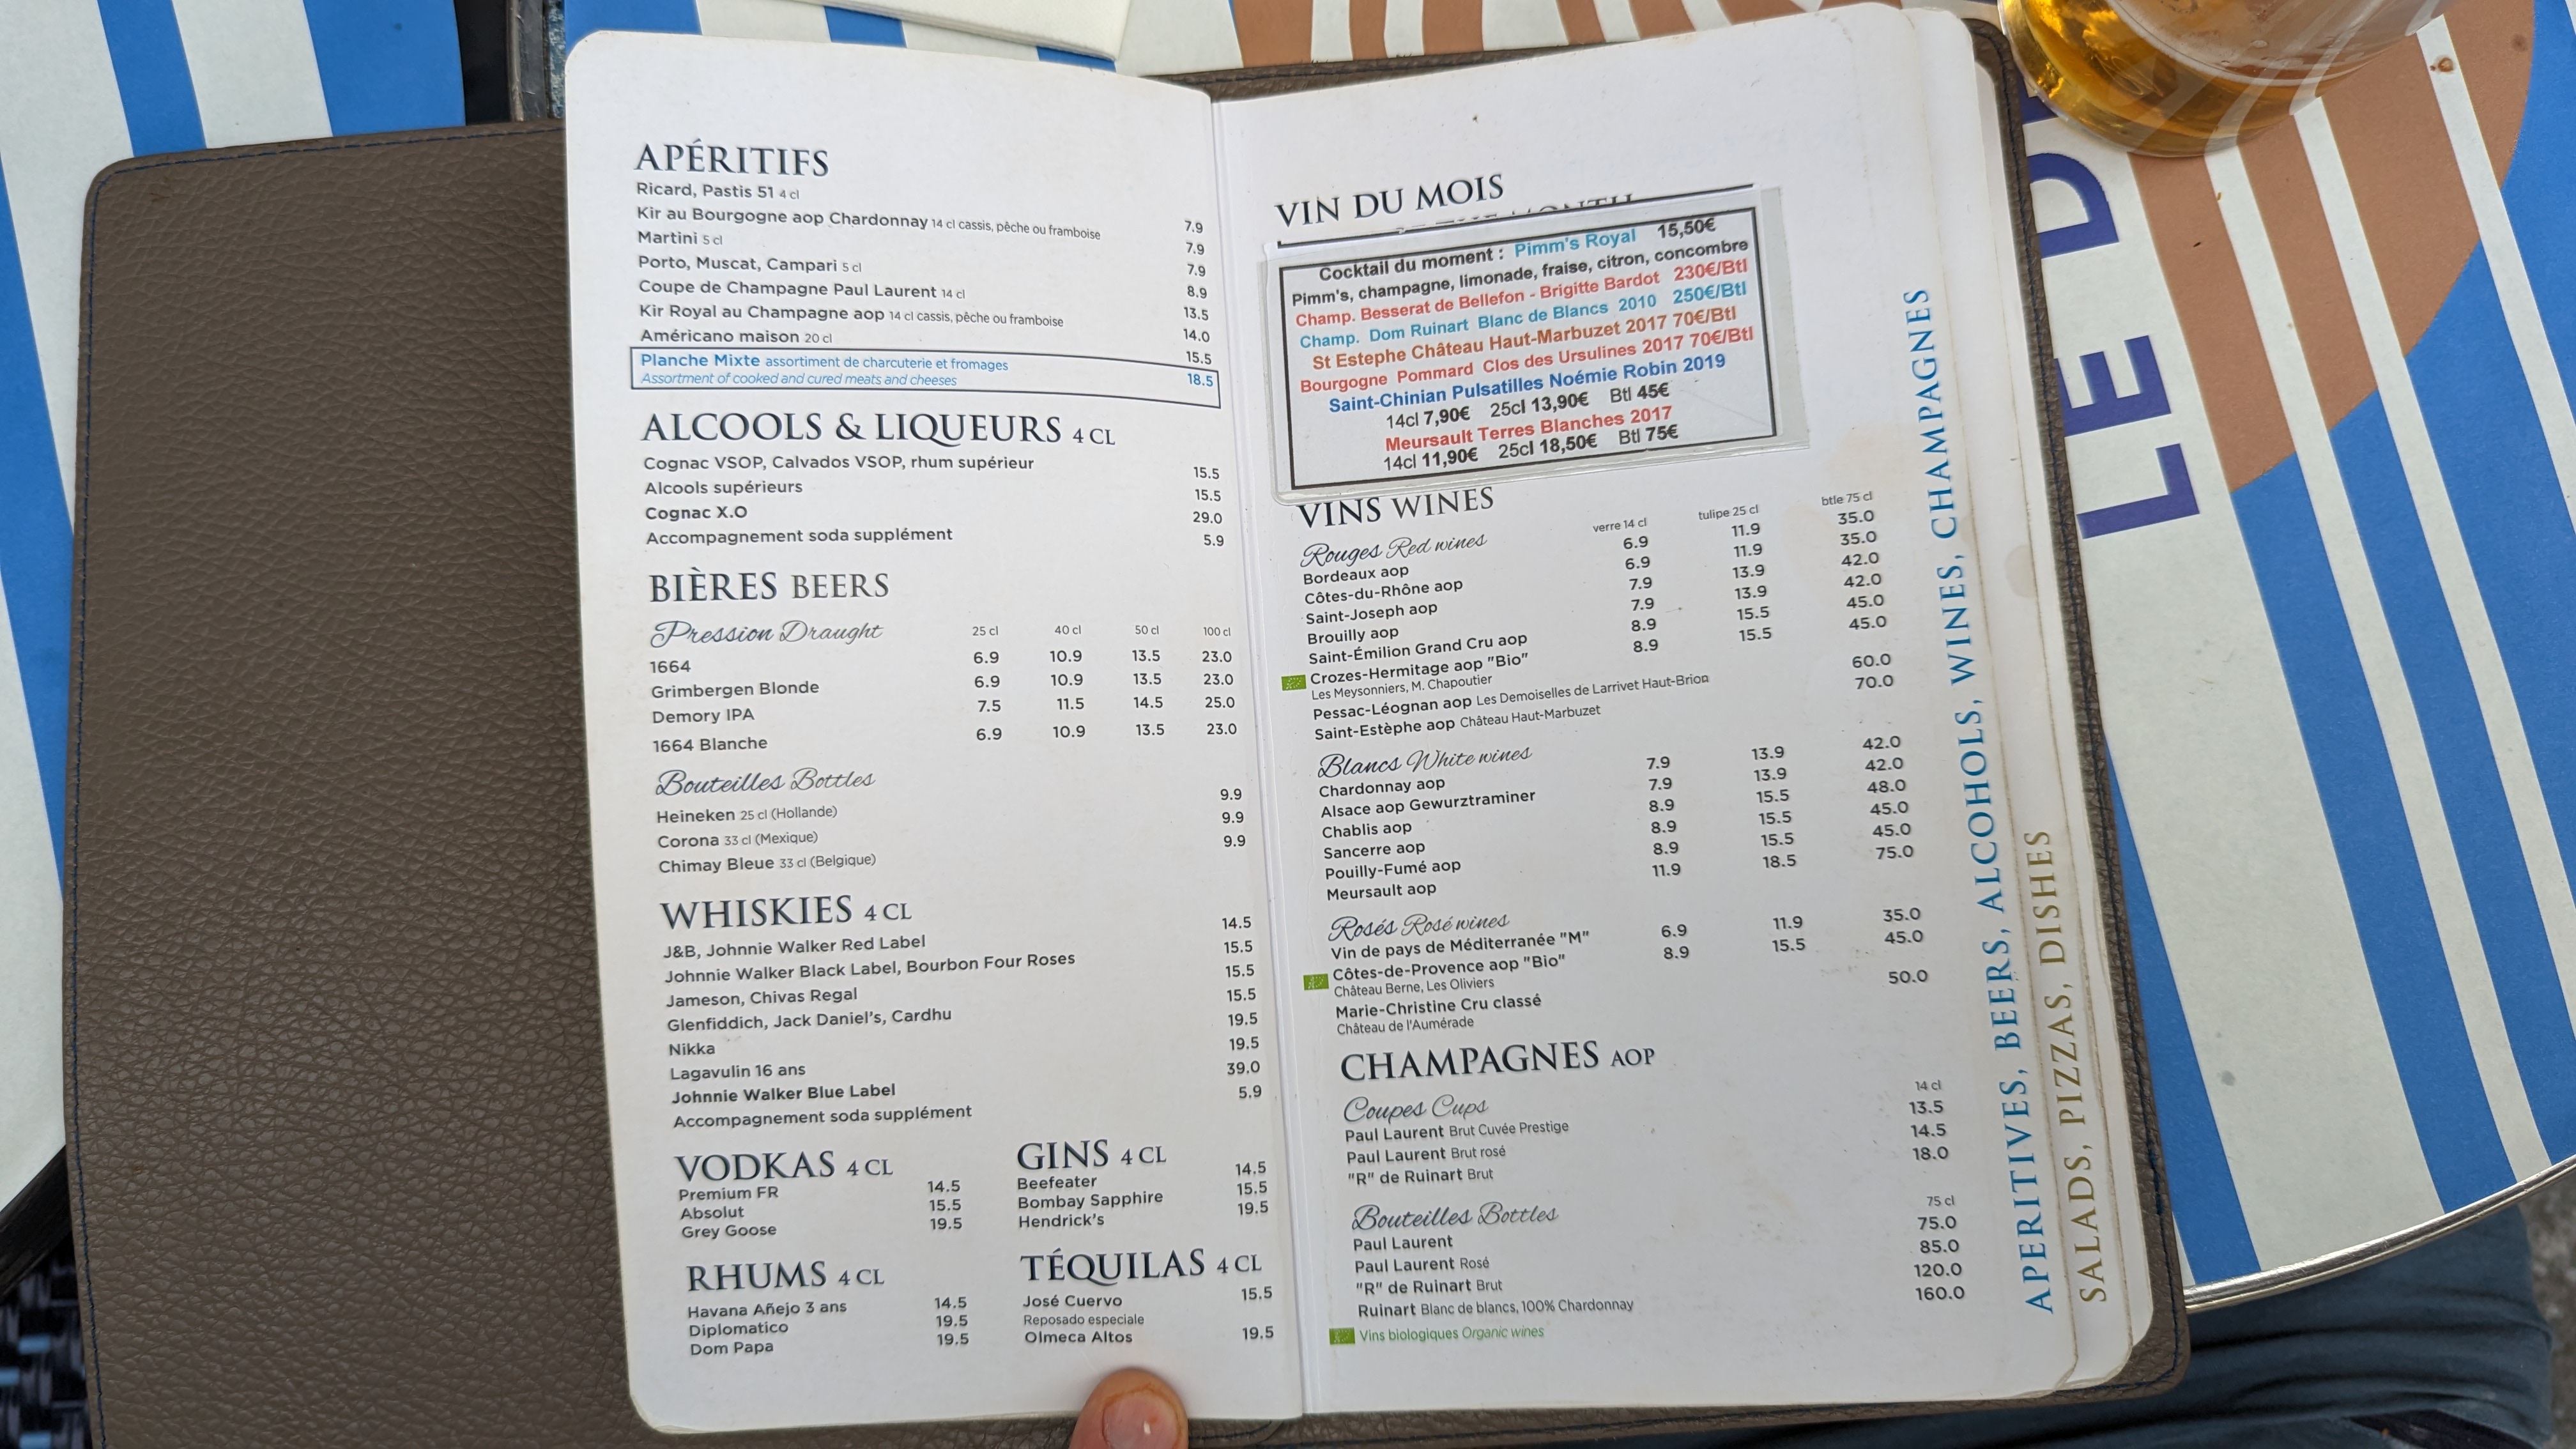 APÉRITIFS
Ricard, Pastis 51 4 cl 7.9
Kir au Bourgogne aop Chardonnay 14 cl cassis, pêche ou framboise 7.9
Martini 5 cl 7.9
Porto, Muscat, Campari 5 cl 8.9
Coupe de Champagne Paul Laurent 14 cl 13.5
Kir Royal au Champagne aop 14 cl cassis, pêche ou framboise 14.0
Américano maison 20 cl 15.5
Planche Mixte assortiment de charcuterie et fromages 18.5
Assortment of cooked and cured meats and cheeses
ALCOOLS & LIQUEURS 4 CL
Cognac VSOP, Calvados VSOP, rhum supérieur 15.5
Alcools supérieurs 15.5
Cognac X.O 29.0
Accompagnement soda supplément 5.9
BIÈRES BEERS
Pression Draught 25 cl 40 cl 50 cl 100 cl
1664 6.9 10.9 13.5 23.0
Grimbergen Blonde 6.9 10.9 13.5 23.0
Demory IPA 7.5 11.5 14.5 25.0
1664 Blanche 6.9 10.9 13.5 23.0
Bouteilles Bottles
Heineken 25 cl (Hollande) 9.9
Corona 33 cl (Mexique) 9.9
Chimay Bleue 33 cl (Belgique) 9.9
WHISKIES 4 CL
J&B, Johnnie Walker Red Label 14.5
Johnnie Walker Black Label, Bourbon Four Roses 15.5
Jameson, Chivas Regal 15.5
Glenfiddich, Jack Daniel's, Cardhu 15.5
Nikka 19.5
Lagavulin 16 ans 19.5
Johnnie Walker Blue Label 39.0
Accompagnement soda supplément 5.9
VODKAS 4 CL
Premium FR 14.5
Absolut 15.5
Grey Goose 19.5
GINS 4 CL
Beefeater 14.5
Bombay Sapphire 15.5
Hendrick's 19.5
RHUMS 4 CL
Havana Añejo 3 ans 14.5
Diplomatico 19.5
Dom Papa 19.5
TÉQUILAS 4 CL
José Cuervo 15.5
Reposado especiale
Olmeca Altos 19.5
VIN DU MOIS
Cocktail du moment : Pimm's Royal 15,50€
Pimm's, champagne, limonade, fraise, citron, concombre
Champ. Besserat de Bellefon - Brigitte Bardot 230€/Btl
Champ. Dom Ruinart Blanc de Blancs 2010 250€/Btl
St Estephe Château Haut-Marbuzet 2017 70€/Btl
Bourgogne Pommard Clos des Ursulines 2017 70€/Btl
Saint-Chinian Pulsatilles Noémie Robin 2019
14cl 7,90€ 25cl 13,90€ Btl 45€
Meursault Terres Blanches 2017
14cl 11,90€ 25cl 18,50€ Btl 75€
VINS WINES
verre 14 cl tulipe 25 cl btle 75 cl
Rouges Red wines
Bordeaux aop 6.9 11.9 35.0
Côtes-du-Rhône aop 6.9 11.9 35.0
Saint-Joseph aop 7.9 13.9 42.0
Brouilly aop 7.9 13.9 42.0
Saint-Émilion Grand Cru aop 8.9 15.5 45.0
Crozes-Hermitage aop "Bio" 8.9 15.5 45.0
Les Meysonniers, M. Chapoutier
Pessac-Léognan aop Les Demoiselles de Larrivet Haut-Brion 60.0
Saint-Estèphe aop Château Haut-Marbuzet 70.0
Blancs White wines
Chardonnay aop 7.9 13.9 42.0
Alsace aop Gewurztraminer 7.9 13.9 42.0
Chablis aop 8.9 15.5 48.0
Sancerre aop 8.9 15.5 45.0
Pouilly-Fumé aop 8.9 15.5 45.0
Meursault aop 11.9 18.5 75.0
Rosés Rosé wines
Vin de pays de Méditerranée "M" 6.9 11.9 35.0
Côtes-de-Provence aop "Bio" 8.9 15.5 45.0
Château Berne, Les Oliviers
Marie-Christine Cru classé 50.0
Château de l'Aumérade
CHAMPAGNES AOP
Coupes Cups 14 cl
Paul Laurent Brut Cuvée Prestige 13.5
Paul Laurent Brut rosé 14.5
"R" de Ruinart Brut 18.0
Bouteilles Bottles 75 cl
Paul Laurent 75.0
Paul Laurent Rosé 85.0
"R" de Ruinart Brut 120.0
Ruinart Blanc de blancs, 100% Chardonnay 160.0
Vins biologiques Organic wines
APERITIVES, BEERS, ALCOHOLS, WINES, CHAMPAGNES
SALADS, PIZZAS, DISHES
LE